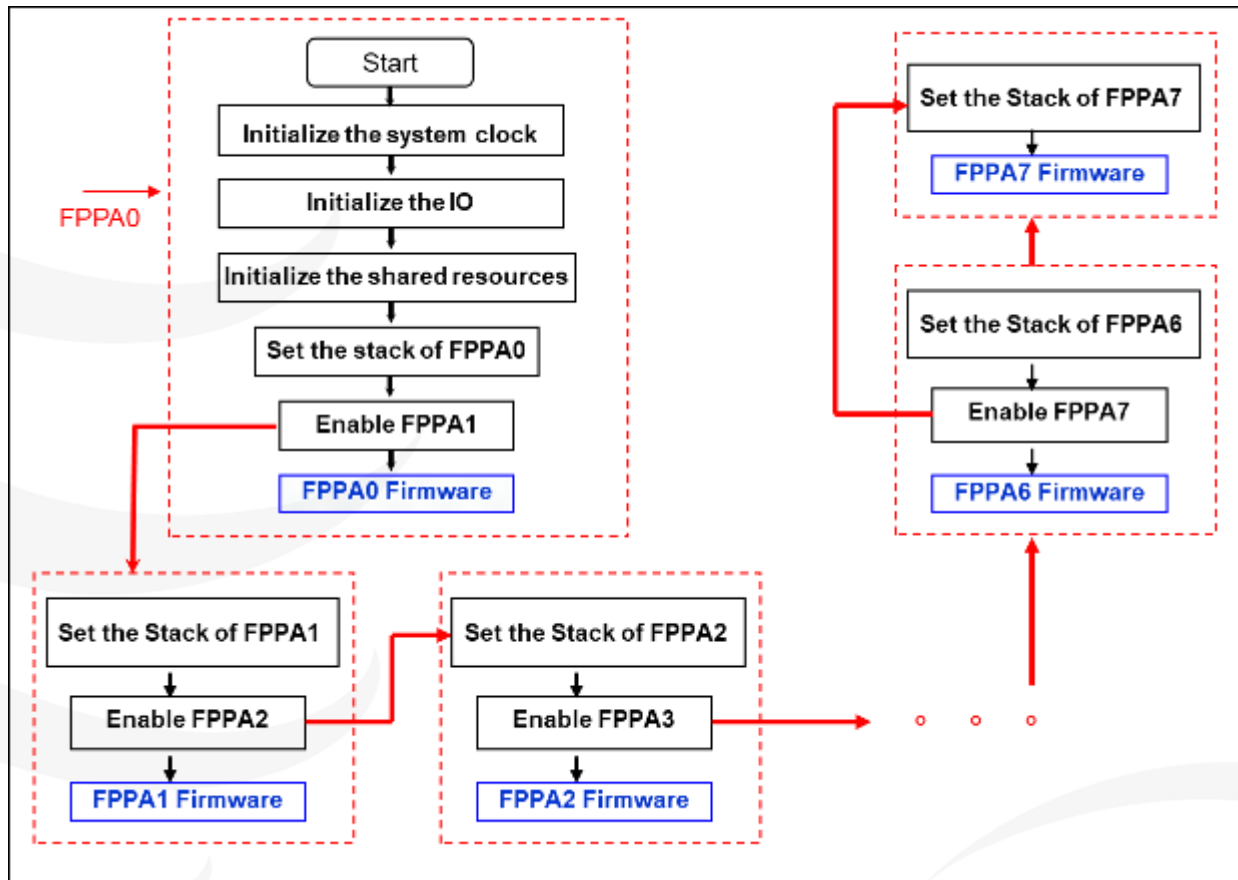 Start
Initialize the system clock
Initialize the IO
FPPA0
Initialize the shared resources
Set the stack of FPPA0
Enable FPPA1
FPPA0 Firmware
Set the Stack of FPPA1
Enable FPPA2
FPPA1 Firmware
Set the Stack of FPPA2
Enable FPPA3
FPPA2 Firmware
Set the Stack of FPPA7
FPPA7 Firmware
Set the Stack of FPPA6
Enable FPPA7
FPPA6 Firmware